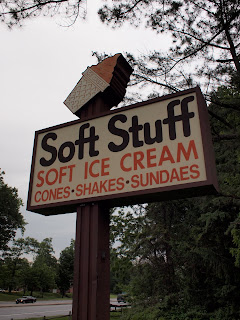 Soft Stuff
SOFT ICE CREAM
CONES • SHAKES • SUNDAES